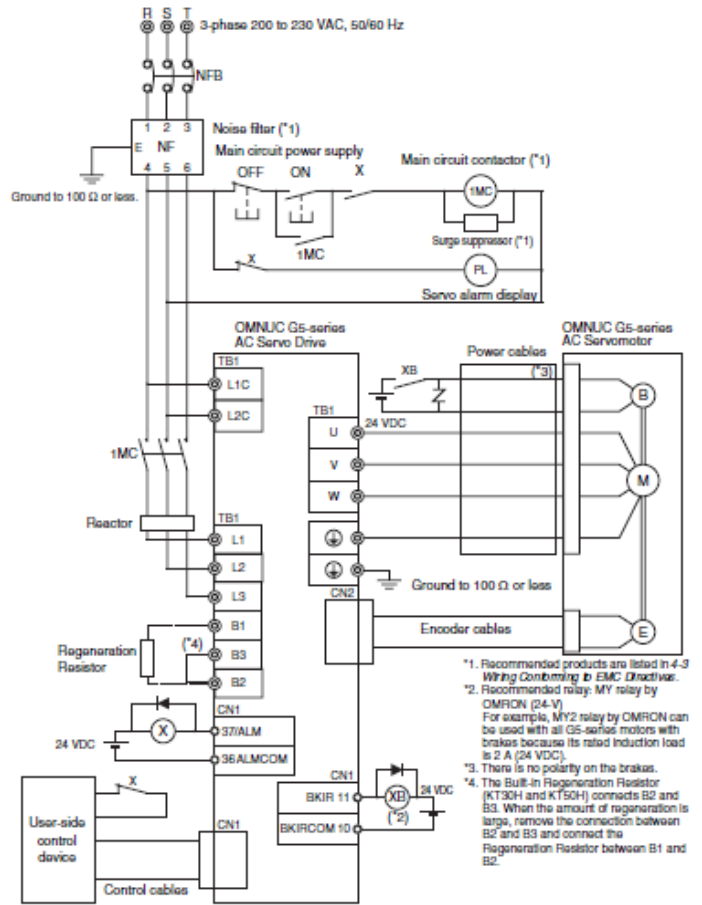 R S T
3-phase 200 to 230 VAC, 50/60 Hz
NFB
1 2 3
Noise filter (*1)
E NF
4 5 6
Main circuit power supply
OFF ON X
Main circuit contactor (*1)
1MC
Ground to 100 Ω or less.
Surge suppressor (*1)
1MC
X
PL
Servo alarm display
OMNUC G5-series
AC Servo Drive
OMNUC G5-series
AC Servomotor
TB1
Power cables
XB
(*3)
L1C
B
L2C
TB1
24 VDC
U
1MC
V
M
W
Reactor
TB1
L1
L2
Ground to 100 Ω or less
CN2
L3
B1
Encoder cables
E
Regeneration
Resistor
(*4)
B3
B2
CN1
X
37/ALM
24 VDC
36ALMCOM
X
CN1
24 VDC
BKIR 11
XB
(*2)
User-side
control
device
CN1
BKIRCOM 10
Control cables
*1. Recommended products are listed in 4-3
Wiring Conforming to EMC Directives.
*2. Recommended relay: MY relay by
OMRON (24-V)
For example, MY2 relay by OMRON can
be used with all G5-series motors with
brakes because its rated induction load
is 2 A (24 VDC).
*3. There is no polarity on the brakes.
*4. The Built-in Regeneration Resistor
(KT30H and KT50H) connects B2 and
B3. When the amount of regeneration is
large, remove the connection between
B2 and B3 and connect the
Regeneration Resistor between B1 and
B2.